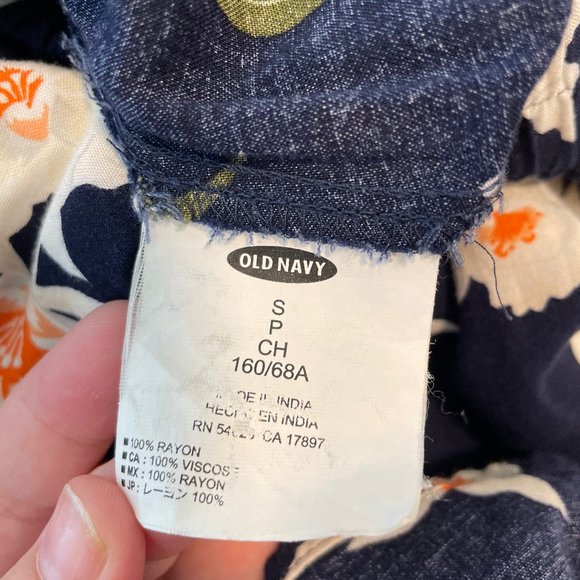 OLD NAVY
S
P
CH
160/68A
MADE IN INDIA
HECHO EN INDIA
RN CA 17897
100% RAYON
CA : 100% VISCOSE
MX : 100% RAYON
JP : レーヨン 100%